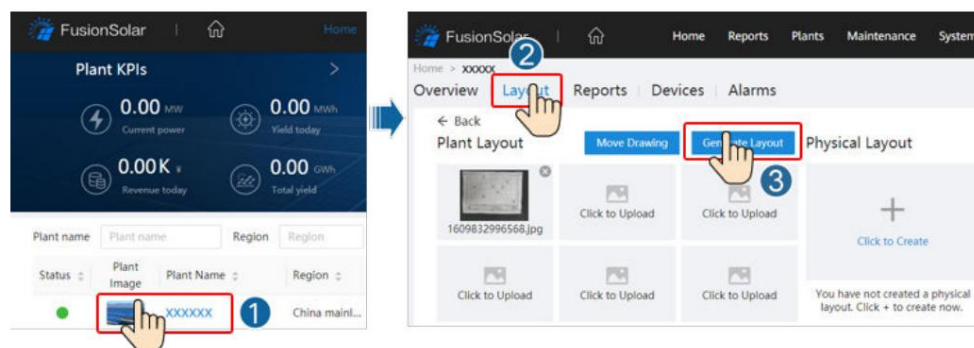 FusionSolar
Home
Plant KPIs >
0.00 MW
Current power
0.00 MWh
Yield today
0.00K ¥
Revenue today
0.00 GWh
Total yield
Plant name Plant name Region Region
Status Plant Image Plant Name Region
XXXXXX 1 China mainl...
FusionSolar Home Reports Plants Maintenance System
2
Home > XXXXX
Overview Layout Reports Devices Alarms
← Back
Plant Layout Move Drawing Generate Layout Physical Layout
3
1609832996568.jpg
Click to Upload
Click to Upload
+
Click to Create
Click to Upload
Click to Upload
Click to Upload
You have not created a physical
layout. Click + to create now.